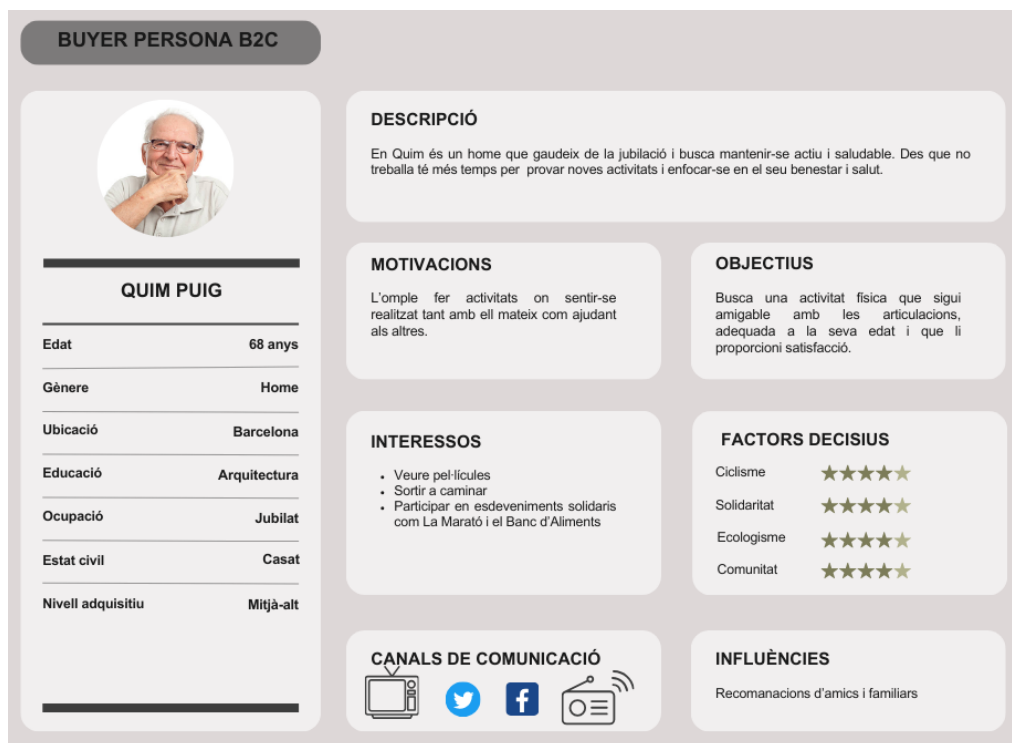 BUYER PERSONA B2C
QUIM PUIG
Edat 68 anys
Gènere Home
Ubicació Barcelona
Educació Arquitectura
Ocupació Jubilat
Estat civil Casat
Nivell adquisitiu Mitjà-alt
DESCRIPCIÓ
En Quim és un home que gaudeix de la jubilació i busca mantenir-se actiu i saludable. Des que no
treballa té més temps per provar noves activitats i enfocar-se en el seu benestar i salut.
MOTIVACIONS
L'omple fer activitats on sentir-se
realitzat tant amb ell mateix com ajudant
als altres.
OBJECTIUS
Busca una activitat física que sigui
amigable amb les articulacions,
adequada a la seva edat i que li
proporcioni satisfacció.
INTERESSOS
• Veure pel·lícules
• Sortir a caminar
• Participar en esdeveniments solidaris
com La Marató i el Banc d'Aliments
FACTORS DECISIUS
Ciclisme
Solidaritat
Ecologisme
Comunitat
CANALS DE COMUNICACIÓ
INFLUÈNCIES
Recomanacions d'amics i familiars